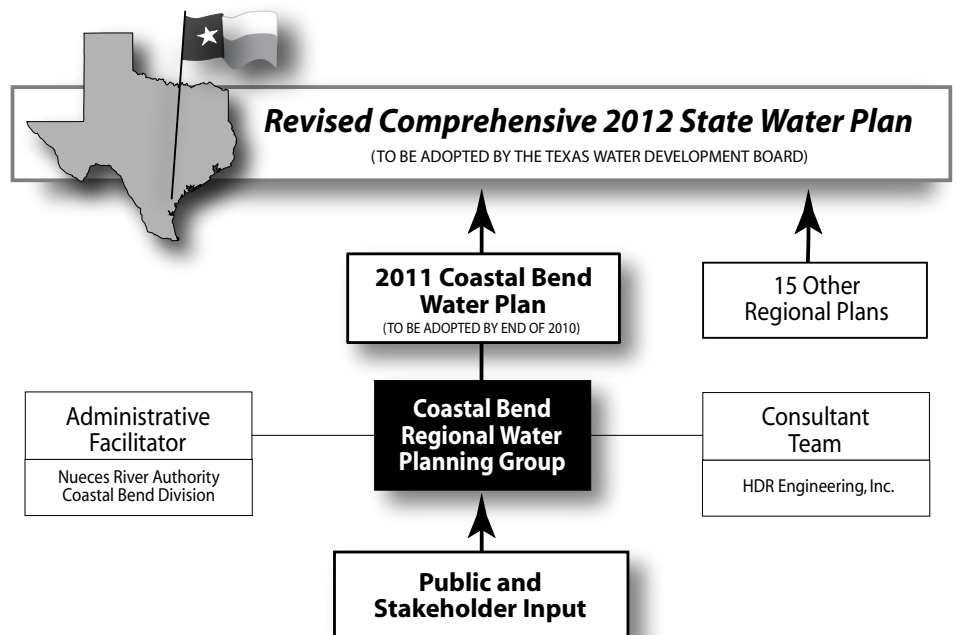 Revised Comprehensive 2012 State Water Plan
(TO BE ADOPTED BY THE TEXAS WATER DEVELOPMENT BOARD)
2011 Coastal Bend
Water Plan
(TO BE ADOPTED BY END OF 2010)
15 Other
Regional Plans
Administrative
Facilitator
Nueces River Authority
Coastal Bend Division
Coastal Bend
Regional Water
Planning Group
Consultant
Team
HDR Engineering, Inc.
Public and
Stakeholder Input